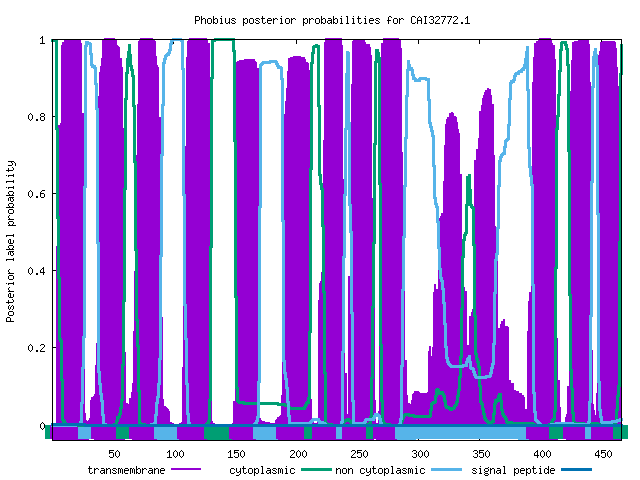 Phobius posterior probabilities for CAI32772.1
Posterior label probability
1
0.8
0.6
0.4
0.2
0
50 100 150 200 250 300 350 400 450
transmembrane cytoplasmic non cytoplasmic signal peptide